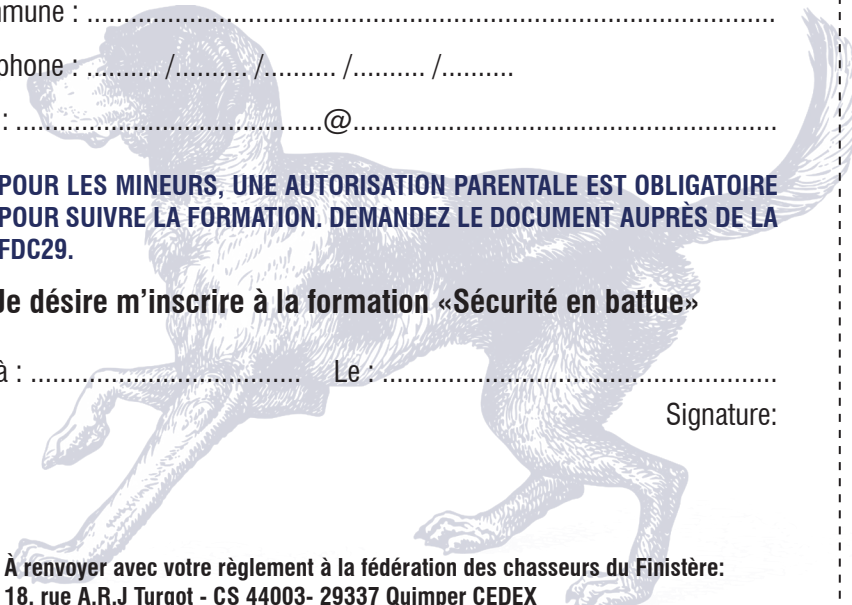 mmune : ...............................................................................................
phone : .......... /.......... /.......... /.......... /..........
: ..........................................@..........................................................
POUR LES MINEURS, UNE AUTORISATION PARENTALE EST OBLIGATOIRE
POUR SUIVRE LA FORMATION. DEMANDEZ LE DOCUMENT AUPRÈS DE LA
FDC29.
Je désire m’inscrire à la formation «Sécurité en battue»
à : ..................................... Le : ......................................................
Signature:
À renvoyer avec votre règlement à la fédération des chasseurs du Finistère:
18, rue A.R.J Turgot - CS 44003- 29337 Quimper CEDEX